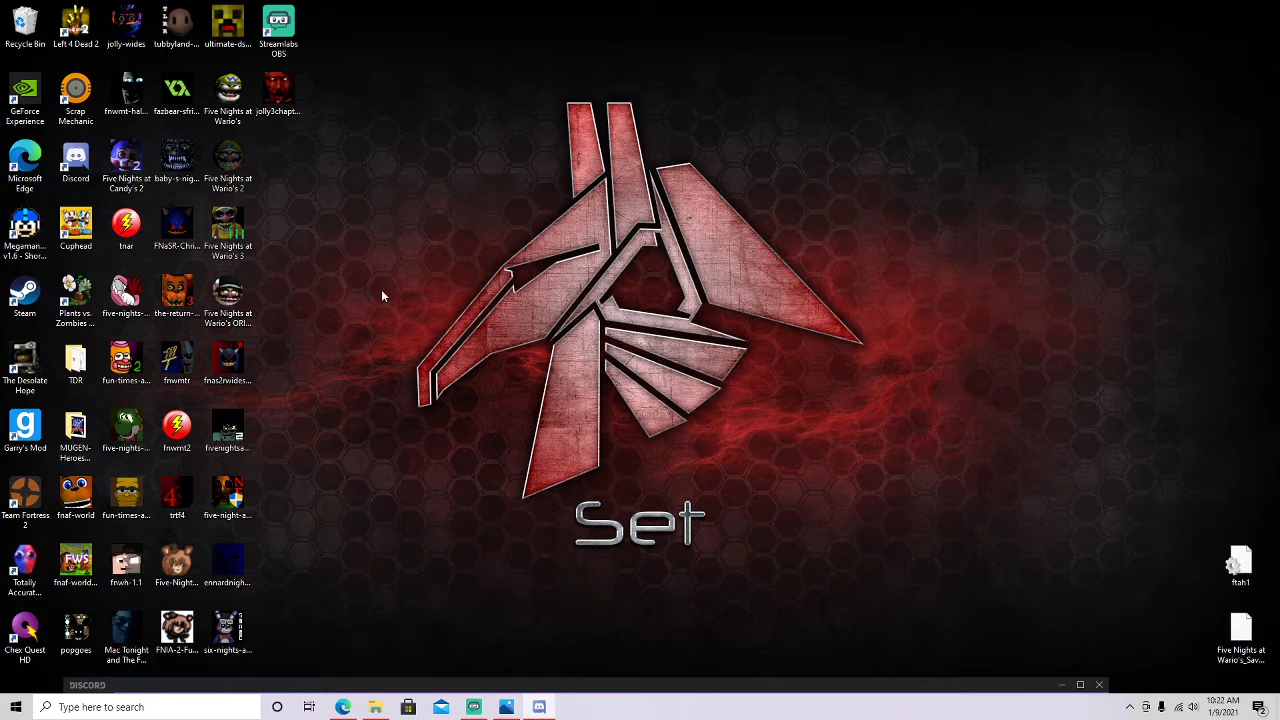 Recycle Bin
Left 4 Dead 2
jolly-wides
tubbyland-...
ultimate-ds...
Streamlabs
OBS
GeForce
Experience
Scrap
Mechanic
fnwmt-hal...
fazbear-sfri...
Five Nights at
Wario's
jolly3chapt...
Microsoft
Edge
Discord
Five Nights at
Candy's 2
baby-s-nig...
Five Nights at
Wario's 2
Megaman
v1.6 - Shor...
Cuphead
tnar
FNaSR-Chri...
Five Nights at
Wario's 3
Steam
Plants vs.
Zombies ...
five-nights-...
the-return-...
Five Nights at
Wario's ORI...
The Desolate
Hope
TDR
fun-times-a...
fnwmtr
fnas2rwides...
Garry's Mod
MUGEN-
Heroes...
five-nights-...
fnwmt2
fivenightsa...
Team Fortress
2
fnaf-world
fun-times-a...
trtf4
five-night-a...
Totally
Accurat...
fnaf-world...
fnwh-1.1
Five-Night...
ennardnigh...
Chex Quest
HD
popgoes
Mac Tonight
and The F...
FNIA-2-Fu...
six-nights-a...
Set
ftah1
Five Nights at
Wario's_Sav...
DISCORD
Type here to search
10:22 AM
1/9/2021
2